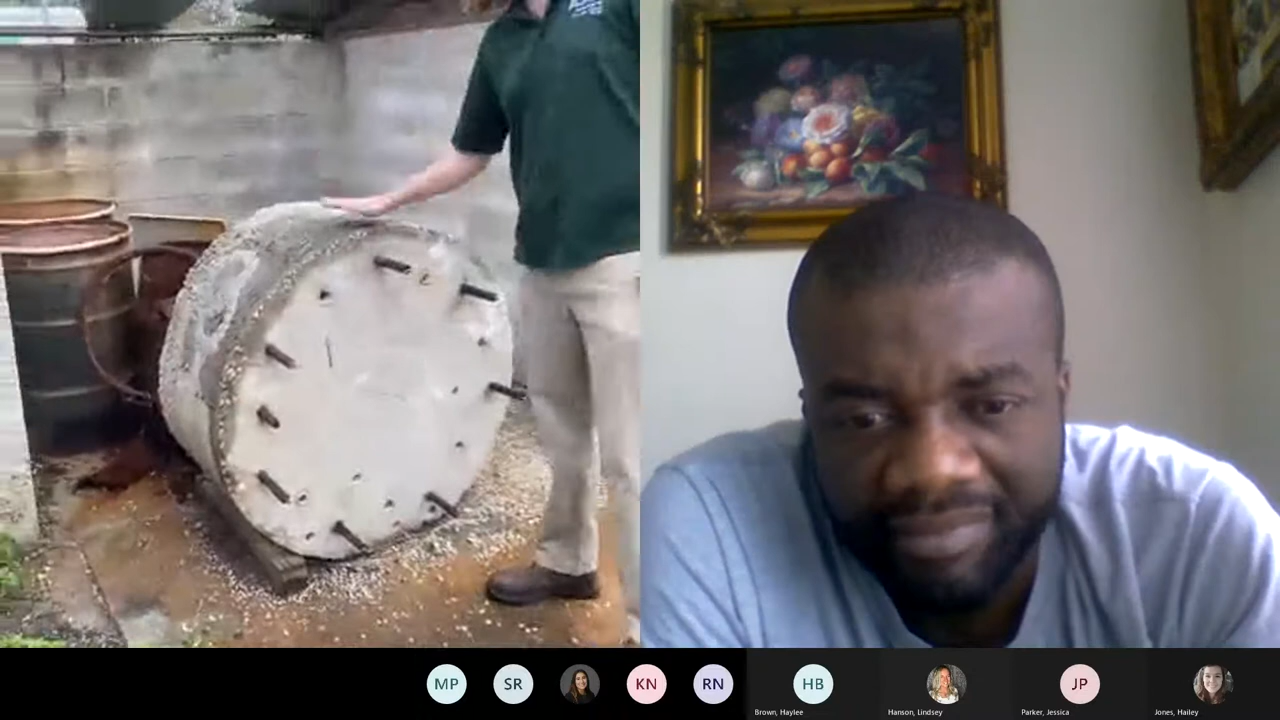 MP
SR
KN
RN
HB
JP
Brown, Haylee
Hanson, Lindsey
Parker, Jessica
Jones, Hailey